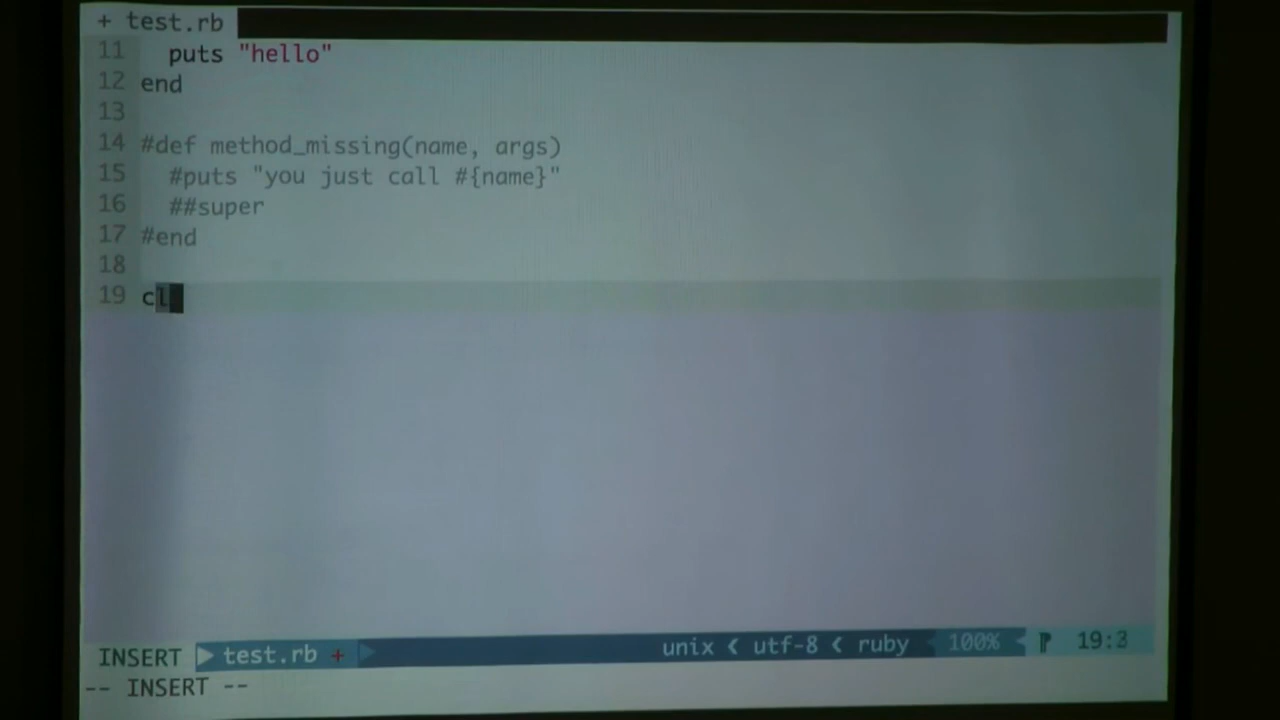 + test.rb
11 puts "hello"
12 end
13
14 #def method_missing(name, args)
15 #puts "you just call #{name}"
16 ##super
17 #end
18
19 cl
INSERT test.rb + unix utf-8 ruby 100% 19:3
-- INSERT --